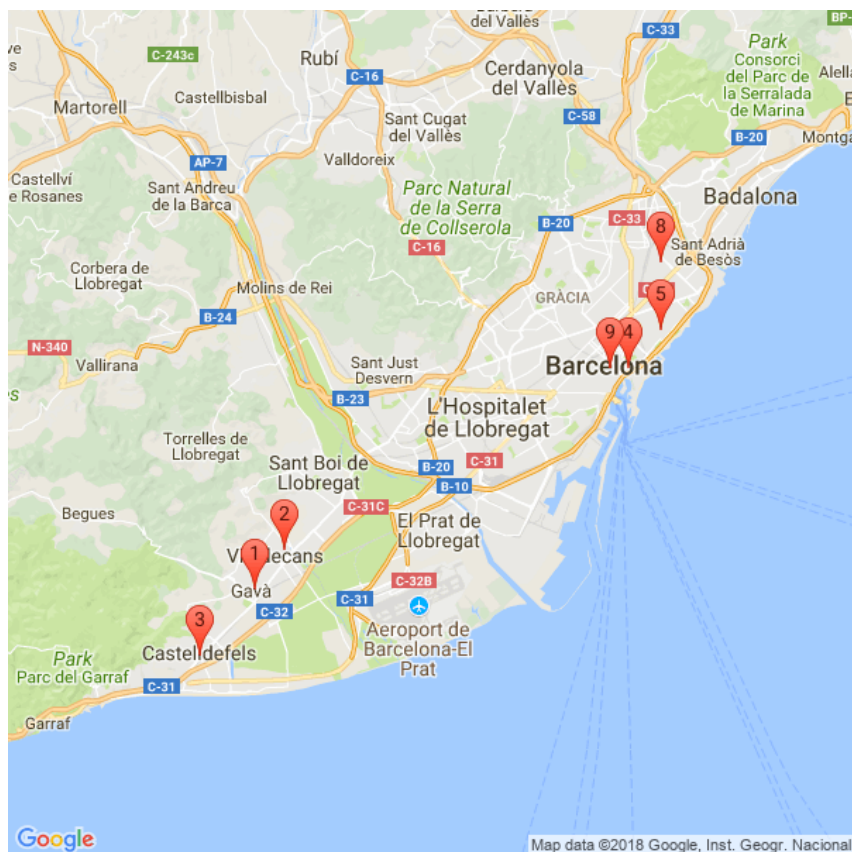 del Vallès
C-33
BP-
Park
Consorci
del Parc de
la Serralada
de Marina
Alella
C-243c
Rubí
C-16
Cerdanyola
del Vallès
Martorell
Castellbisbal
C-58
Sant Cugat
del Vallès
B-20
Montga
AP-7
Valldoreix
Castellví
de Rosanes
Sant Andreu
de la Barca
Parc Natural
de la Serra
de Collserola
C-16
B-20
C-33
Badalona
8
Sant Adrià
de Besòs
Corbera de
Llobregat
Molins de Rei
GRÀCIA
5
B-24
N-340
Vallirana
9
4
Barcelona
Sant Just
Desvern
B-23
L'Hospitalet
de Llobregat
Torrelles de
Llobregat
Sant Boi de
Llobregat
B-20
C-31
B-10
Begues
C-31C
2
El Prat de
Llobregat
1
Gavà
C-32B
C-32
C-31
3
Aeroport de
Barcelona-El
Prat
Castelldefels
Park
Parc del Garraf
C-31
Garraf
Google
Map data ©2018 Google, Inst. Geogr. Nacional